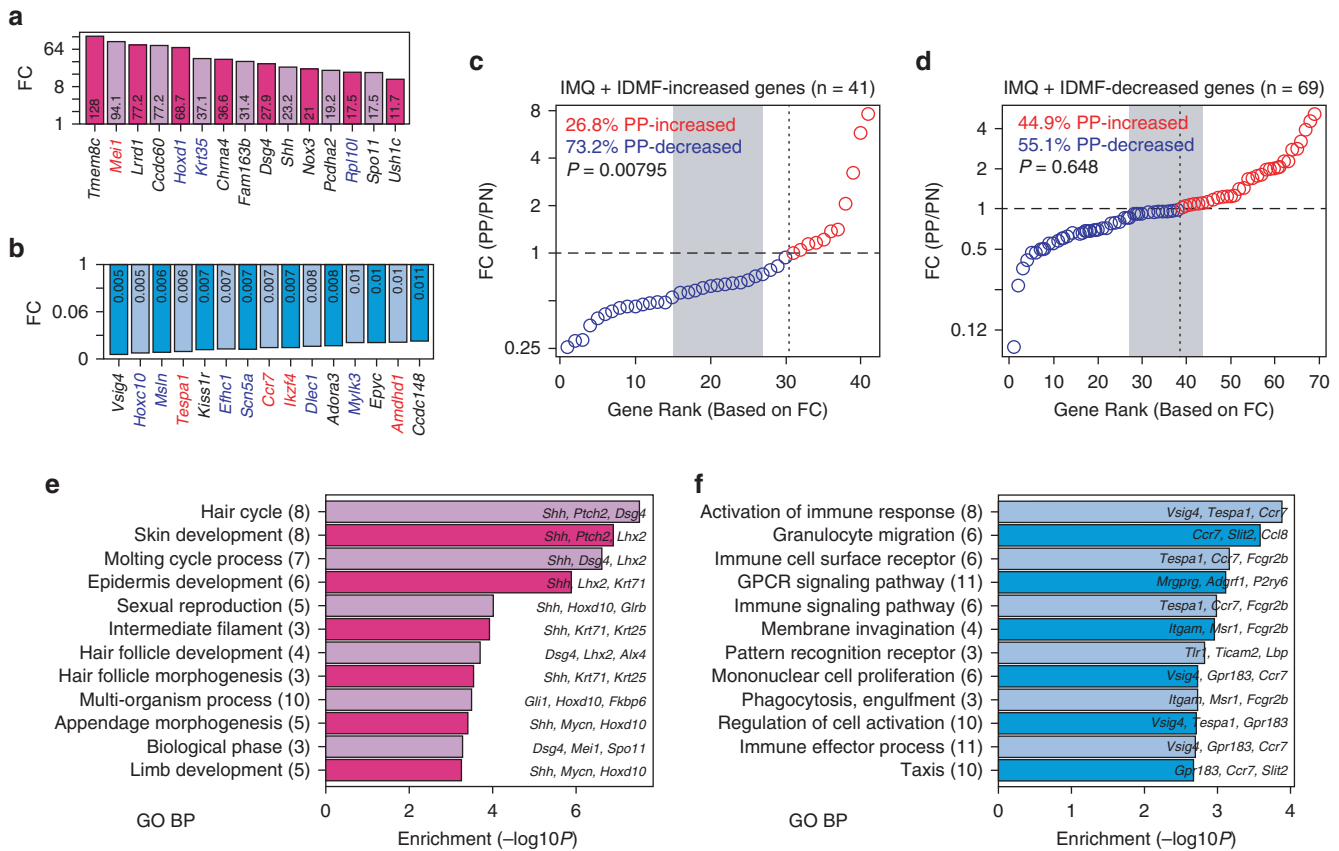 a
FC
64
8
1
128
94.1
77.2
77.2
68.7
37.1
36.6
31.4
27.9
23.2
21
19.2
17.5
17.5
11.7
Tmem8c
Mei1
Lrrd1
Ccdc60
Hoxd1
Krt35
Chrna4
Fam163b
Dsg4
Shh
Nox3
Pcdha2
Rpl10l
Spo11
Ush1c
b
FC
1
0.06
0
0.005
0.005
0.006
0.006
0.007
0.007
0.007
0.007
0.008
0.008
0.01
0.01
0.01
0.011
Vsig4
Hoxc10
Msln
Tespa1
Kiss1r
Efhc1
Scn5a
Ccr7
Ikzf4
Dlec1
Adora3
Mylk3
Epyc
Amdhd1
Ccdc148
c
IMQ + IDMF-increased genes (n = 41)
26.8% PP-increased
73.2% PP-decreased
P = 0.00795
FC (PP/PN)
8
4
2
1
0.25
0 10 20 30 40
Gene Rank (Based on FC)
d
IMQ + IDMF-decreased genes (n = 69)
44.9% PP-increased
55.1% PP-decreased
P = 0.648
FC (PP/PN)
4
2
1
0.5
0.12
0 10 20 30 40 50 60 70
Gene Rank (Based on FC)
e
Hair cycle (8) Shh, Ptch2, Dsg4
Skin development (8) Shh, Ptch2, Lhx2
Molting cycle process (7) Shh, Dsg4, Lhx2
Epidermis development (6) Shh, Lhx2, Krt71
Sexual reproduction (5) Shh, Hoxd10, Glrb
Intermediate filament (3) Shh, Krt71, Krt25
Hair follicle development (4) Dsg4, Lhx2, Alx4
Hair follicle morphogenesis (3) Shh, Krt71, Krt25
Multi-organism process (10) Gli1, Hoxd10, Fkbp6
Appendage morphogenesis (5) Shh, Mycn, Hoxd10
Biological phase (3) Dsg4, Mei1, Spo11
Limb development (5) Shh, Mycn, Hoxd10
0 2 4 6
GO BP
Enrichment (–log10P)
f
Activation of immune response (8) Vsig4, Tespa1, Ccr7
Granulocyte migration (6) Ccr7, Slit2, Ccl8
Immune cell surface receptor (6) Tespa1, Ccr7, Fcgr2b
GPCR signaling pathway (11) Mrgprg, Adgrf1, P2ry6
Immune signaling pathway (6) Tespa1, Ccr7, Fcgr2b
Membrane invagination (4) Itgam, Msr1, Fcgr2b
Pattern recognition receptor (3) Tlr1, Ticam2, Lbp
Mononuclear cell proliferation (6) Vsig4, Gpr183, Ccr7
Phagocytosis, engulfment (3) Itgam, Msr1, Fcgr2b
Regulation of cell activation (10) Vsig4, Tespa1, Gpr183
Immune effector process (11) Vsig4, Gpr183, Ccr7
Taxis (10) Gpr183, Ccr7, Slit2
0 1 2 3 4
GO BP
Enrichment (–log10P)